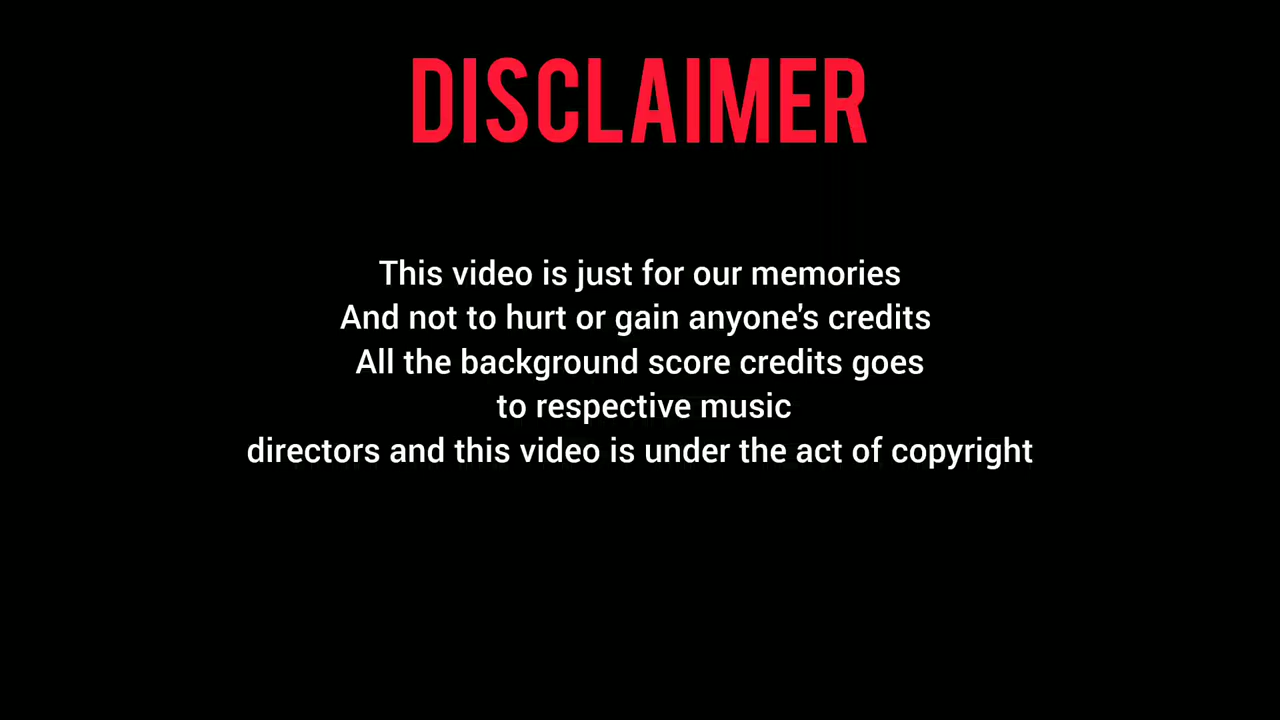 DISCLAIMER
This video is just for our memories
And not to hurt or gain anyone's credits
All the background score credits goes
to respective music
directors and this video is under the act of copyright